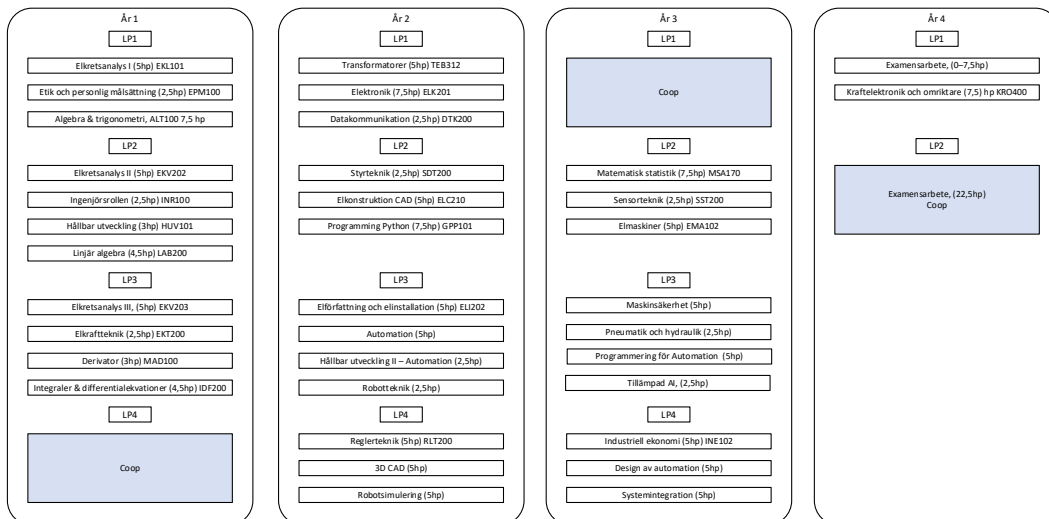 År 1
LP1
Elkretsanalys I (5hp) EKL101
Etik och personlig målsättning (2,5hp) EPM100
Algebra & trigonometri, ALT100 7,5 hp
LP2
Elkretsanalys II (5hp) EKV202
Ingenjörsrollen (2,5hp) INR100
Hållbar utveckling (3hp) HUV101
Linjär algebra (4,5hp) LAB200
LP3
Elkretsanalys III, (5hp) EKV203
Elkraftteknik (2,5hp) EKT200
Derivator (3hp) MAD100
Integraler & differentialekvationer (4,5hp) IDF200
LP4
Coop
År 2
LP1
Transformatorer (5hp) TEB312
Elektronik (7,5hp) ELK201
Datakommunikation (2,5hp) DTK200
LP2
Styrteknik (2,5hp) SDT200
Elkonstruktion CAD (5hp) ELC210
Programming Python (7,5hp) GPP101
LP3
Elförfattning och elinstallation (5hp) ELI202
Automation (5hp)
Hållbar utveckling II – Automation (2,5hp)
Robotteknik (2,5hp)
LP4
Reglerteknik (5hp) RLT200
3D CAD (5hp)
Robotsimulering (5hp)
År 3
LP1
Coop
LP2
Matematisk statistik (7,5hp) MSA170
Sensorteknik (2,5hp) SST200
Elmaskiner (5hp) EMA102
LP3
Maskinsäkerhet (5hp)
Pneumatik och hydraulik (2,5hp)
Programmering för Automation (5hp)
Tillämpad AI, (2,5hp)
LP4
Industriell ekonomi (5hp) INE102
Design av automation (5hp)
Systemintegration (5hp)
År 4
LP1
Examensarbete, (0–7,5hp)
Kraftelektronik och omriktare (7,5) hp KRO400
LP2
Examensarbete, (22,5hp)
Coop